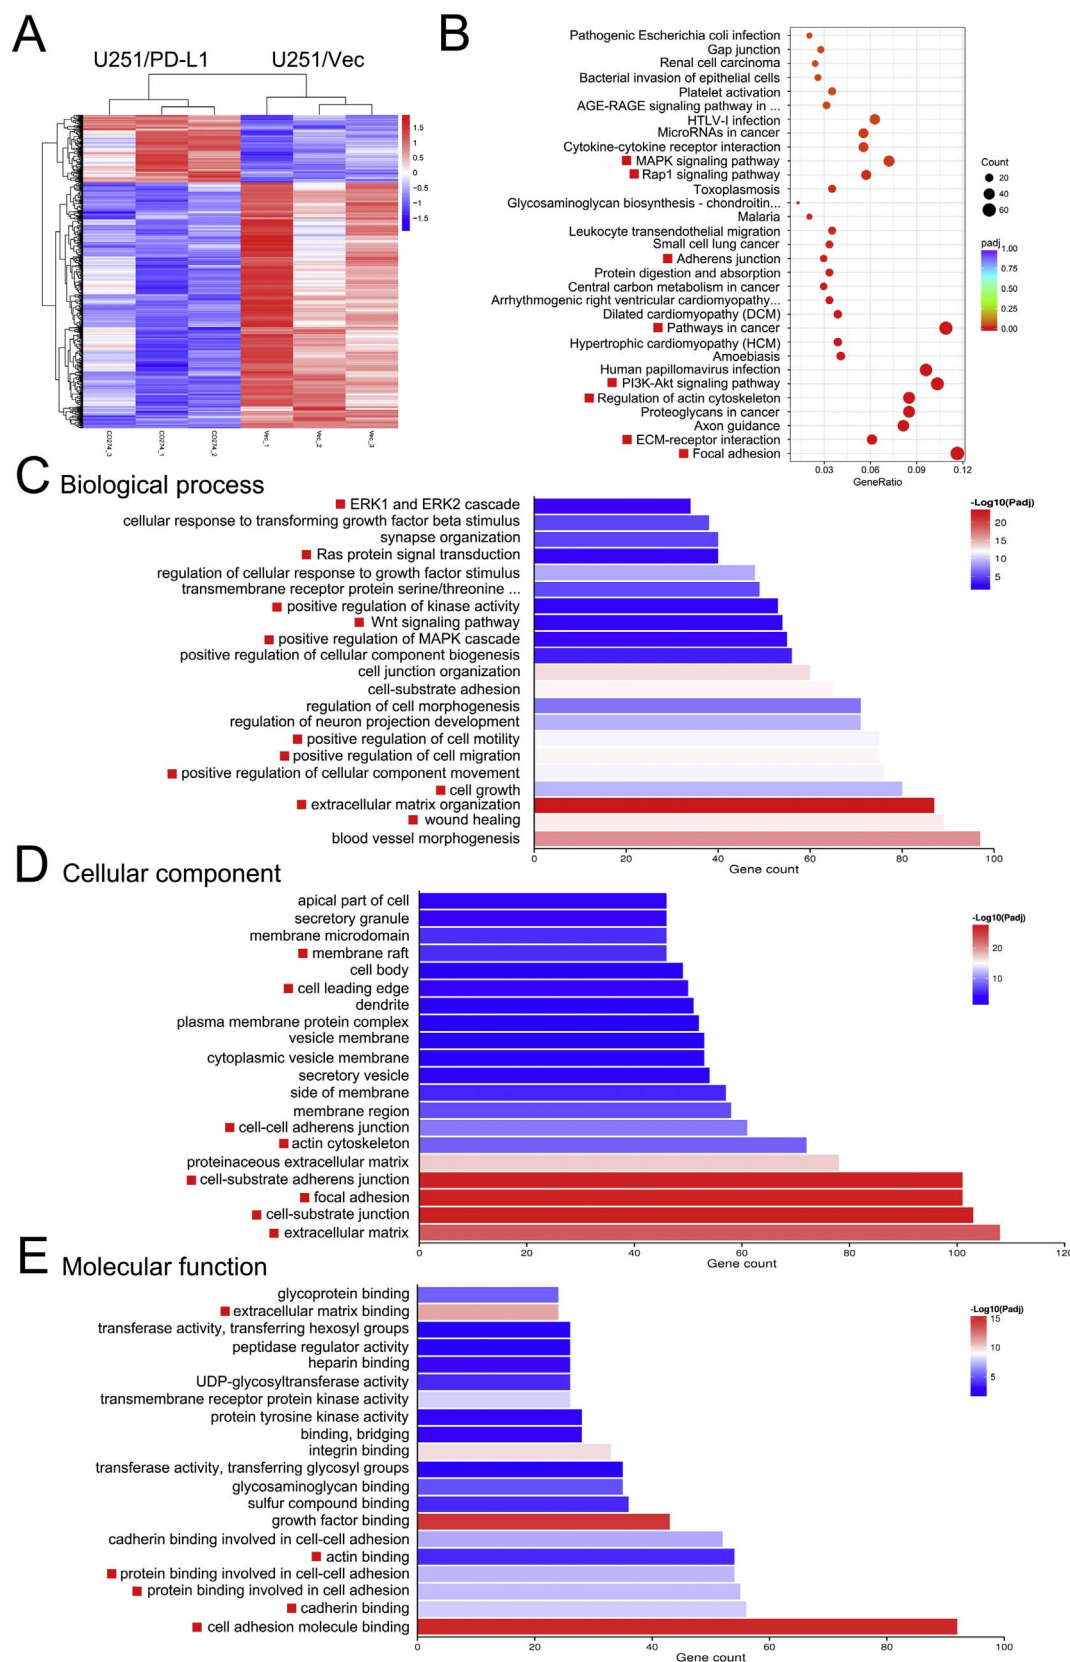 A
U251/PD-L1
U251/Vec
1.5
1
0.5
0
−0.5
−1
−1.5
CD274_3
CD274_1
CD274_2
Vec_1
Vec_2
Vec_3
B
Pathogenic Escherichia coli infection
Gap junction
Renal cell carcinoma
Bacterial invasion of epithelial cells
Platelet activation
AGE-RAGE signaling pathway in ...
HTLV-I infection
MicroRNAs in cancer
Cytokine-cytokine receptor interaction
MAPK signaling pathway
Rap1 signaling pathway
Toxoplasmosis
Glycosaminoglycan biosynthesis - chondroitin...
Malaria
Leukocyte transendothelial migration
Small cell lung cancer
Adherens junction
Protein digestion and absorption
Central carbon metabolism in cancer
Arrhythmogenic right ventricular cardiomyopathy...
Dilated cardiomyopathy (DCM)
Pathways in cancer
Hypertrophic cardiomyopathy (HCM)
Amoebiasis
Human papillomavirus infection
PI3K-Akt signaling pathway
Regulation of actin cytoskeleton
Proteoglycans in cancer
Axon guidance
ECM-receptor interaction
Focal adhesion
0.03 0.06 0.09 0.12
GeneRatio
Count
20
40
60
padj
1.00
0.75
0.50
0.25
0.00
C Biological process
ERK1 and ERK2 cascade
cellular response to transforming growth factor beta stimulus
synapse organization
Ras protein signal transduction
regulation of cellular response to growth factor stimulus
transmembrane receptor protein serine/threonine ...
positive regulation of kinase activity
Wnt signaling pathway
positive regulation of MAPK cascade
positive regulation of cellular component biogenesis
cell junction organization
cell-substrate adhesion
regulation of cell morphogenesis
regulation of neuron projection development
positive regulation of cell motility
positive regulation of cell migration
positive regulation of cellular component movement
cell growth
extracellular matrix organization
wound healing
blood vessel morphogenesis
0 20 40 60 80 100
Gene count
-Log10(Padj)
20
15
10
5
D Cellular component
apical part of cell
secretory granule
membrane microdomain
membrane raft
cell body
cell leading edge
dendrite
plasma membrane protein complex
vesicle membrane
cytoplasmic vesicle membrane
secretory vesicle
side of membrane
membrane region
cell-cell adherens junction
actin cytoskeleton
proteinaceous extracellular matrix
cell-substrate adherens junction
focal adhesion
cell-substrate junction
extracellular matrix
0 20 40 60 80 100 120
Gene count
-Log10(Padj)
20
10
E Molecular function
glycoprotein binding
extracellular matrix binding
transferase activity, transferring hexosyl groups
peptidase regulator activity
heparin binding
UDP-glycosyltransferase activity
transmembrane receptor protein kinase activity
protein tyrosine kinase activity
binding, bridging
integrin binding
transferase activity, transferring glycosyl groups
glycosaminoglycan binding
sulfur compound binding
growth factor binding
cadherin binding involved in cell-cell adhesion
actin binding
protein binding involved in cell-cell adhesion
protein binding involved in cell adhesion
cadherin binding
cell adhesion molecule binding
0 20 40 60 80 100
Gene count
-Log10(Padj)
15
10
5